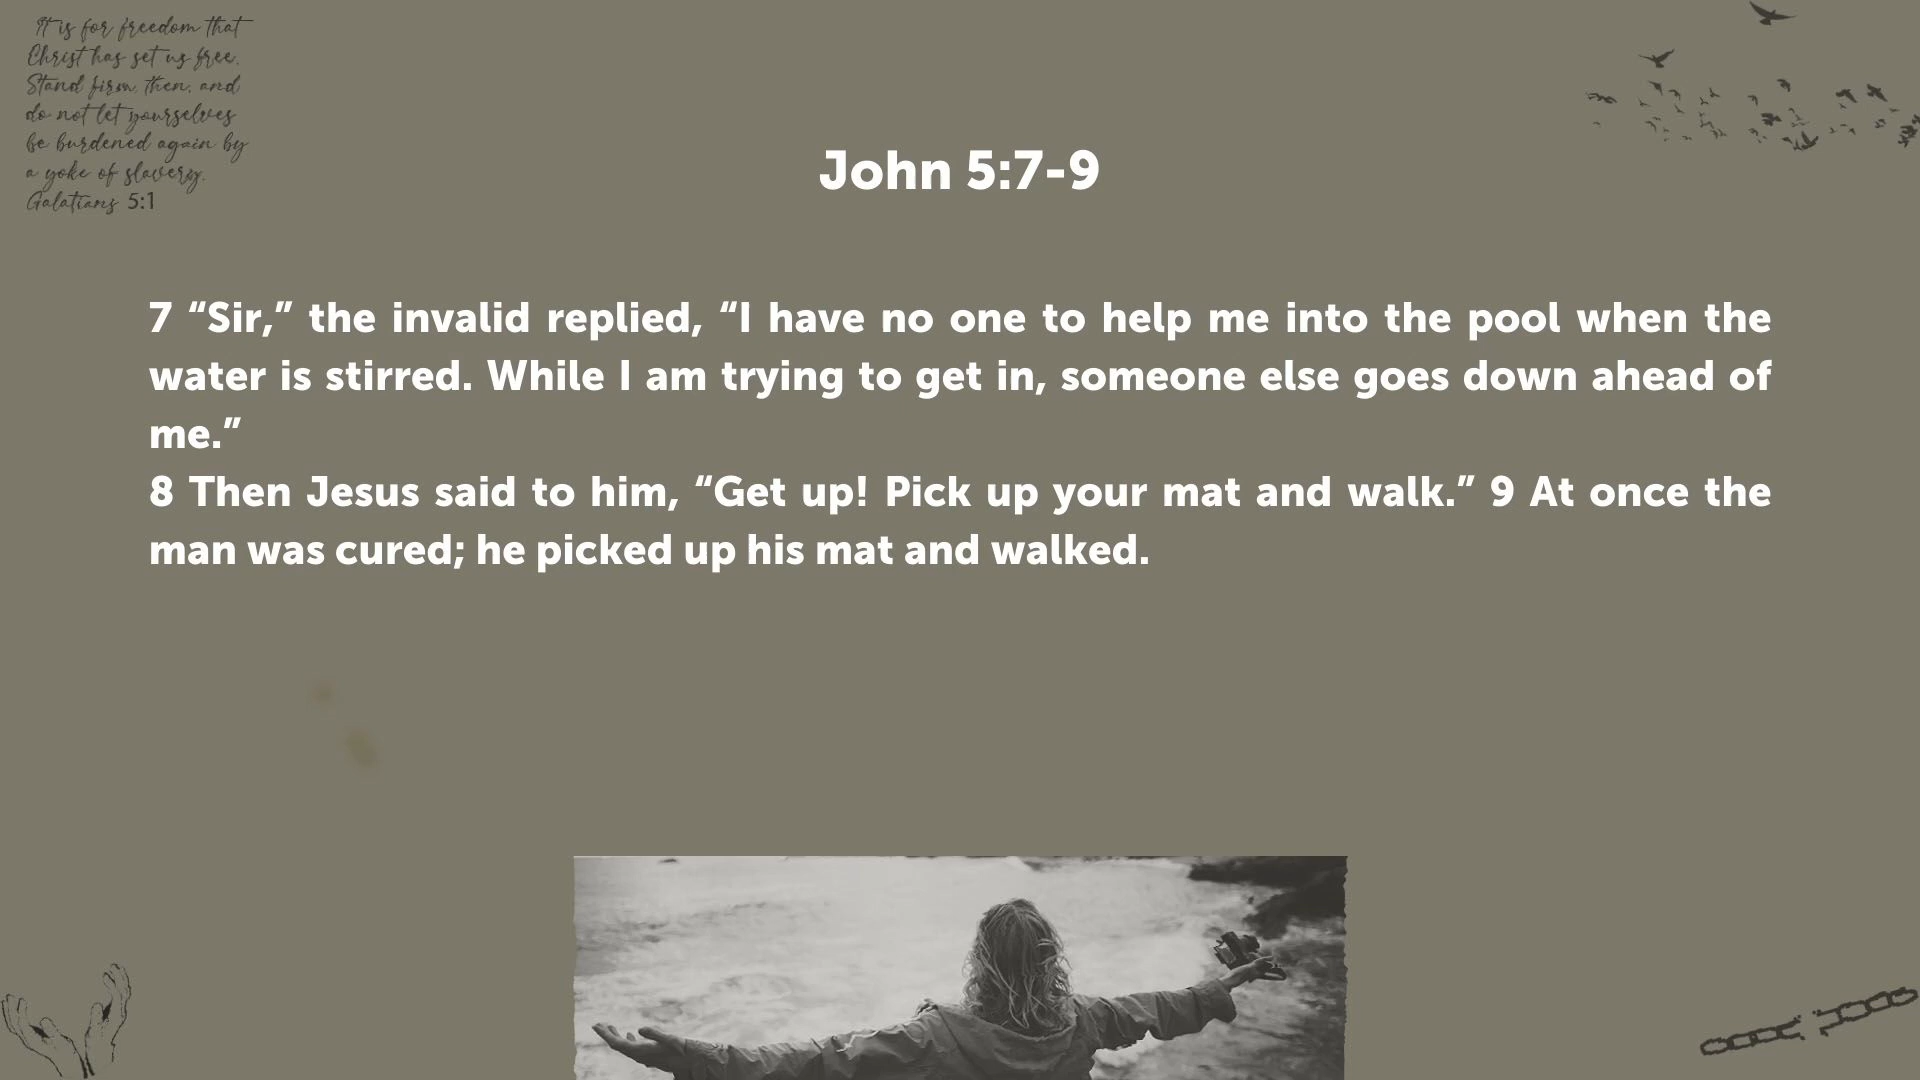 It is for freedom that
Christ has set us free.
Stand firm, then, and
do not let yourselves
be burdened again by
a yoke of slavery.
Galatians 5:1
John 5:7-9
7 “Sir,” the invalid replied, “I have no one to help me into the pool when the
water is stirred. While I am trying to get in, someone else goes down ahead of
me.”
8 Then Jesus said to him, “Get up! Pick up your mat and walk.” 9 At once the
man was cured; he picked up his mat and walked.